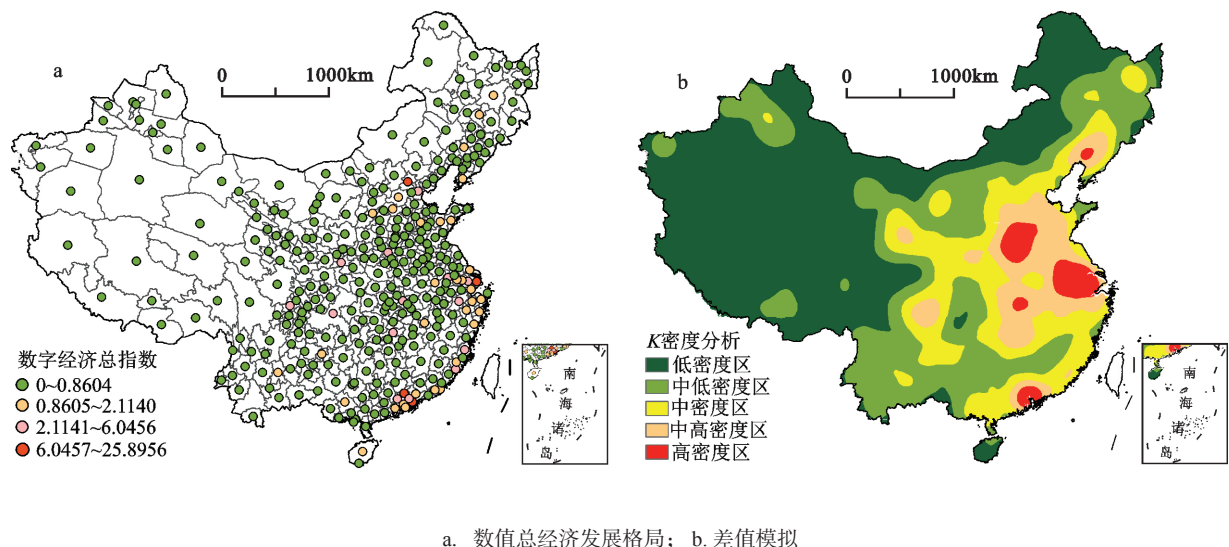 a
0 1000km
数字经济总指数
0~0.8604
0.8605~2.1140
2.1141~6.0456
6.0457~25.8956
南
海
诸
岛
b
0 1000km
K密度分析
低密度区
中低密度区
中密度区
中高密度区
高密度区
南
海
诸
岛
a. 数值总经济发展格局; b. 差值模拟